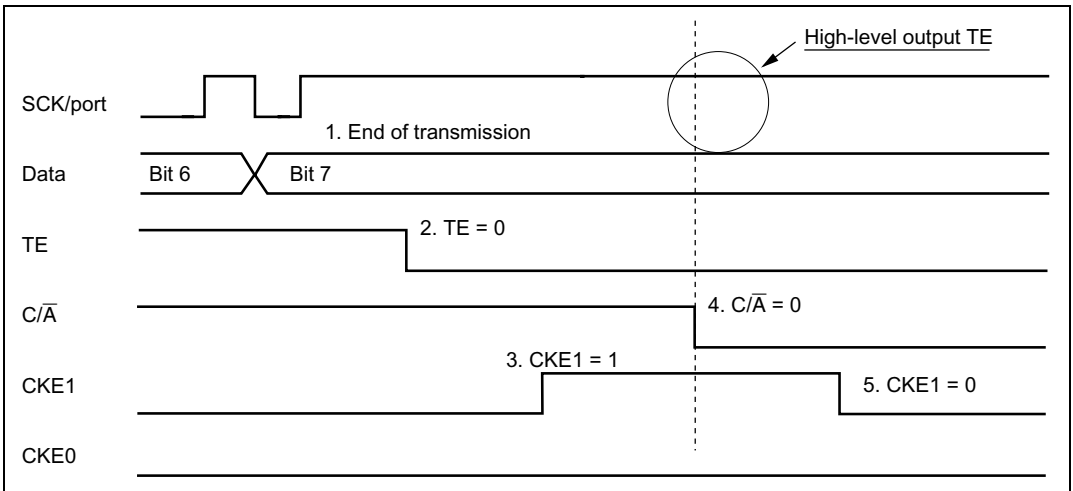 High-level output TE
SCK/port
1. End of transmission
Data
Bit 6
Bit 7
TE
2. TE = 0
C/A̅
4. C/A̅ = 0
3. CKE1 = 1
CKE1
5. CKE1 = 0
CKE0